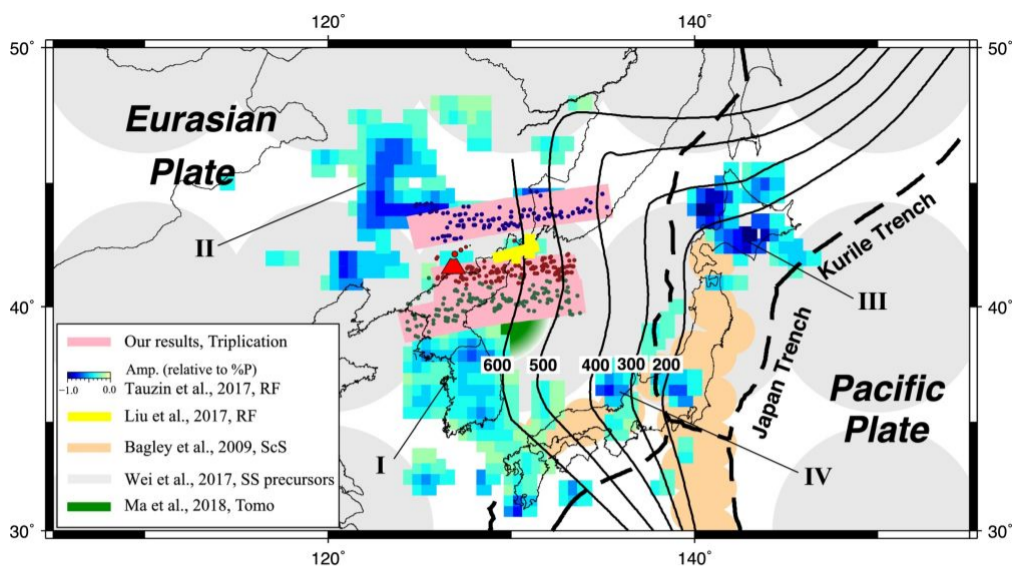 120°
140°
50°
50°
Eurasian
Plate
II
Kurile Trench
III
40°
40°
Our results, Triplication
Amp. (relative to %P)
−1.0
0.0
Tauzin et al., 2017, RF
Liu et al., 2017, RF
Bagley et al., 2009, ScS
Wei et al., 2017, SS precursors
Ma et al., 2018, Tomo
600
500
400
300
200
Japan Trench
Pacific
Plate
I
IV
30°
30°
120°
140°